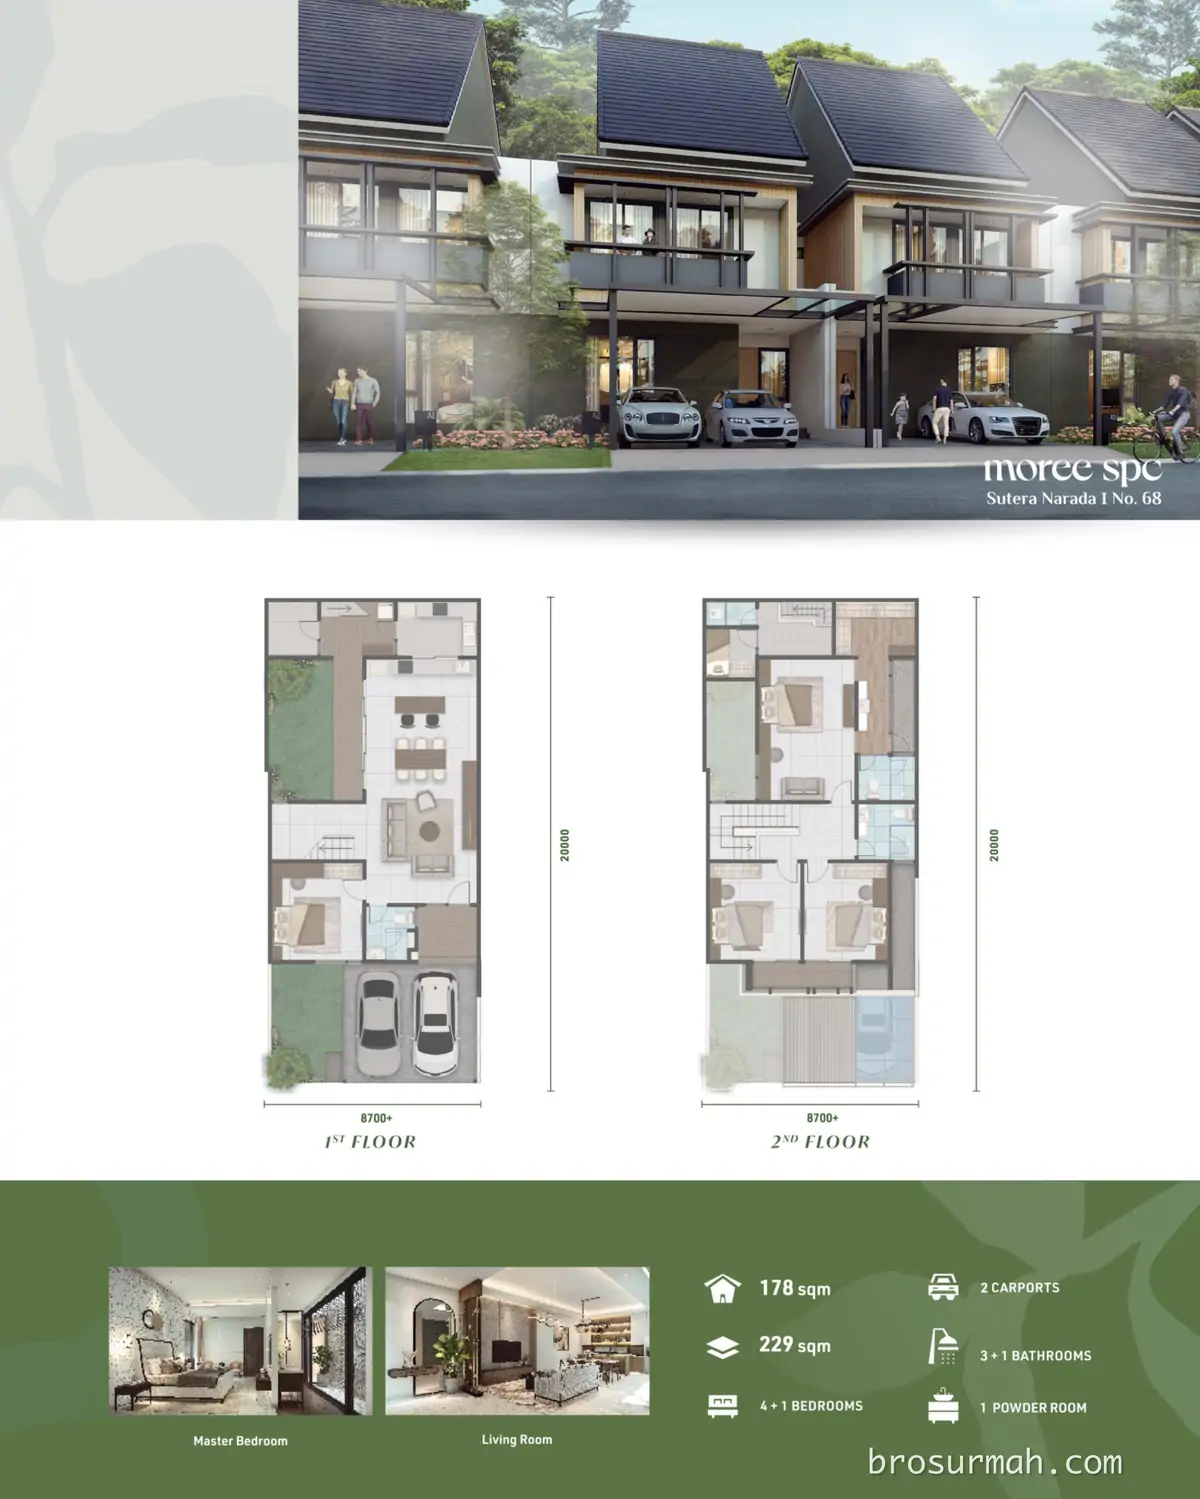 moree spc
Sutera Narada I No. 68
20000
20000
8700+
8700+
1ST FLOOR
2ND FLOOR
178 sqm
2 CARPORTS
229 sqm
3 + 1 BATHROOMS
4 + 1 BEDROOMS
1 POWDER ROOM
Master Bedroom
Living Room
brosurmah.com